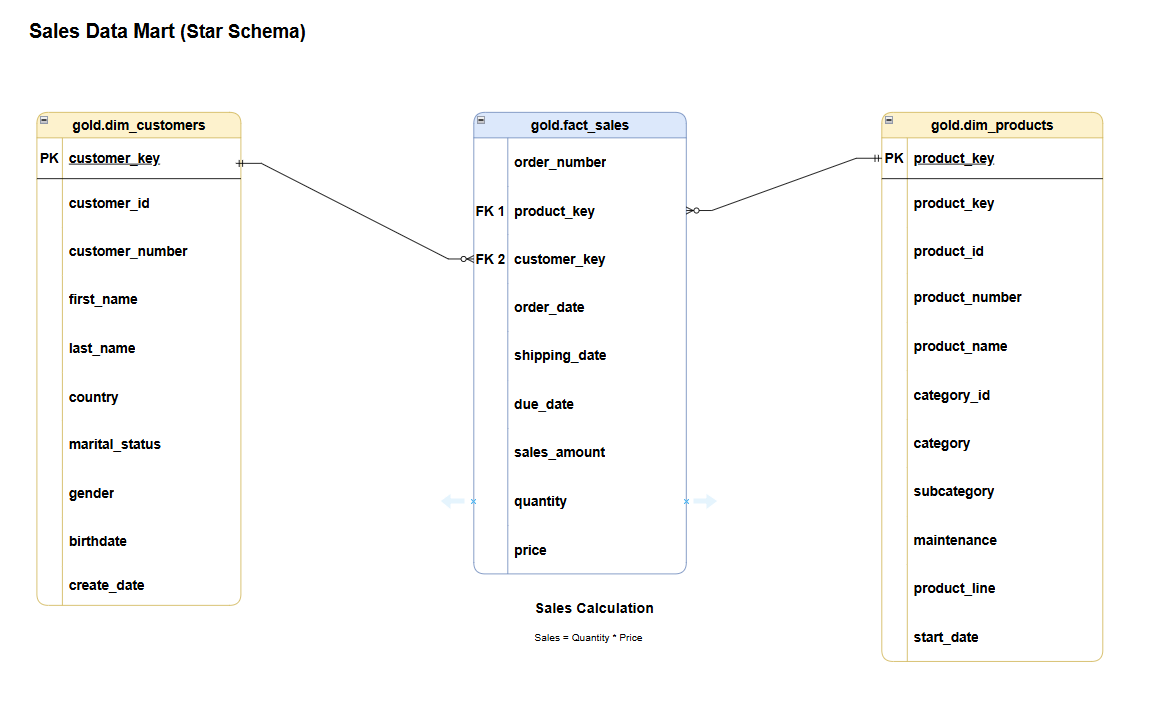 Sales Data Mart (Star Schema)
gold.dim_customers
PK customer_key
customer_id
customer_number
first_name
last_name
country
marital_status
gender
birthdate
create_date
gold.fact_sales
order_number
FK 1 product_key
FK 2 customer_key
order_date
shipping_date
due_date
sales_amount
quantity
price
Sales Calculation
Sales = Quantity * Price
gold.dim_products
PK product_key
product_key
product_id
product_number
product_name
category_id
category
subcategory
maintenance
product_line
start_date